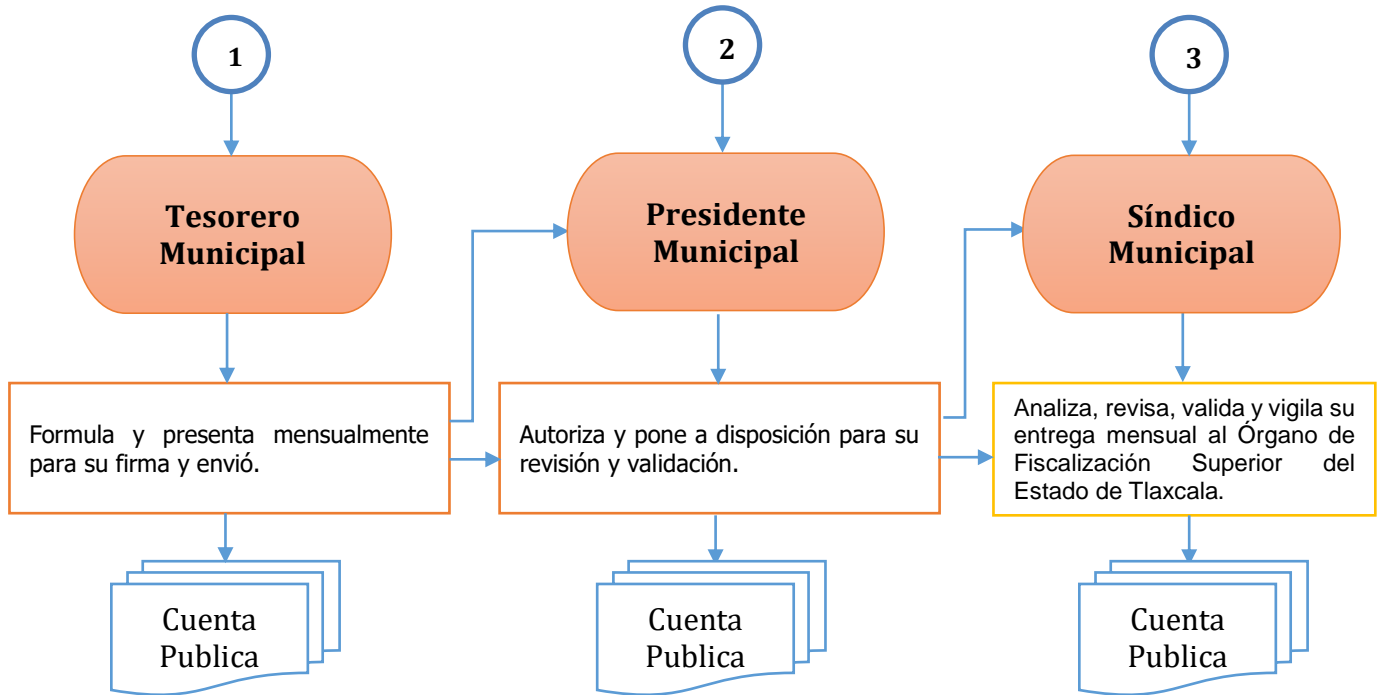 1
Tesorero
Municipal
Formula y presenta mensualmente
para su firma y envió.
Cuenta
Publica
2
Presidente
Municipal
Autoriza y pone a disposición para su
revisión y validación.
Cuenta
Publica
3
Síndico
Municipal
Analiza, revisa, valida y vigila su
entrega mensual al Órgano de
Fiscalización Superior del
Estado de Tlaxcala.
Cuenta
Publica